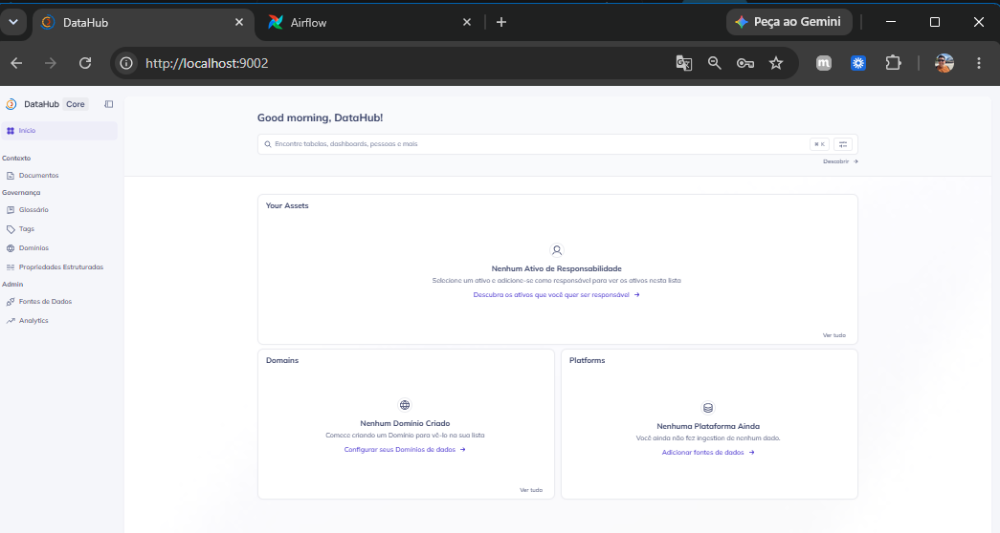 DataHub
Airflow
Peça ao Gemini
http://localhost:9002
DataHub Core
Início
Contexto
Documentos
Governança
Glossário
Tags
Domínios
Propriedades Estruturadas
Admin
Fontes de Dados
Analytics
Good morning, DataHub!
Encontre tabelas, dashboards, pessoas e mais
⌘ K
Descobrir →
Your Assets
Nenhum Ativo de Responsabilidade
Selecione um ativo e adicione-se como responsável para ver os ativos nesta lista
Descubra os ativos que você quer ser responsável →
Ver tudo
Domains
Nenhum Domínio Criado
Comece criando um Domínio para vê-lo na sua lista
Configurar seus Domínios de dados →
Ver tudo
Platforms
Nenhuma Plataforma Ainda
Você ainda não fez ingestion de nenhum dado.
Adicionar fontes de dados →